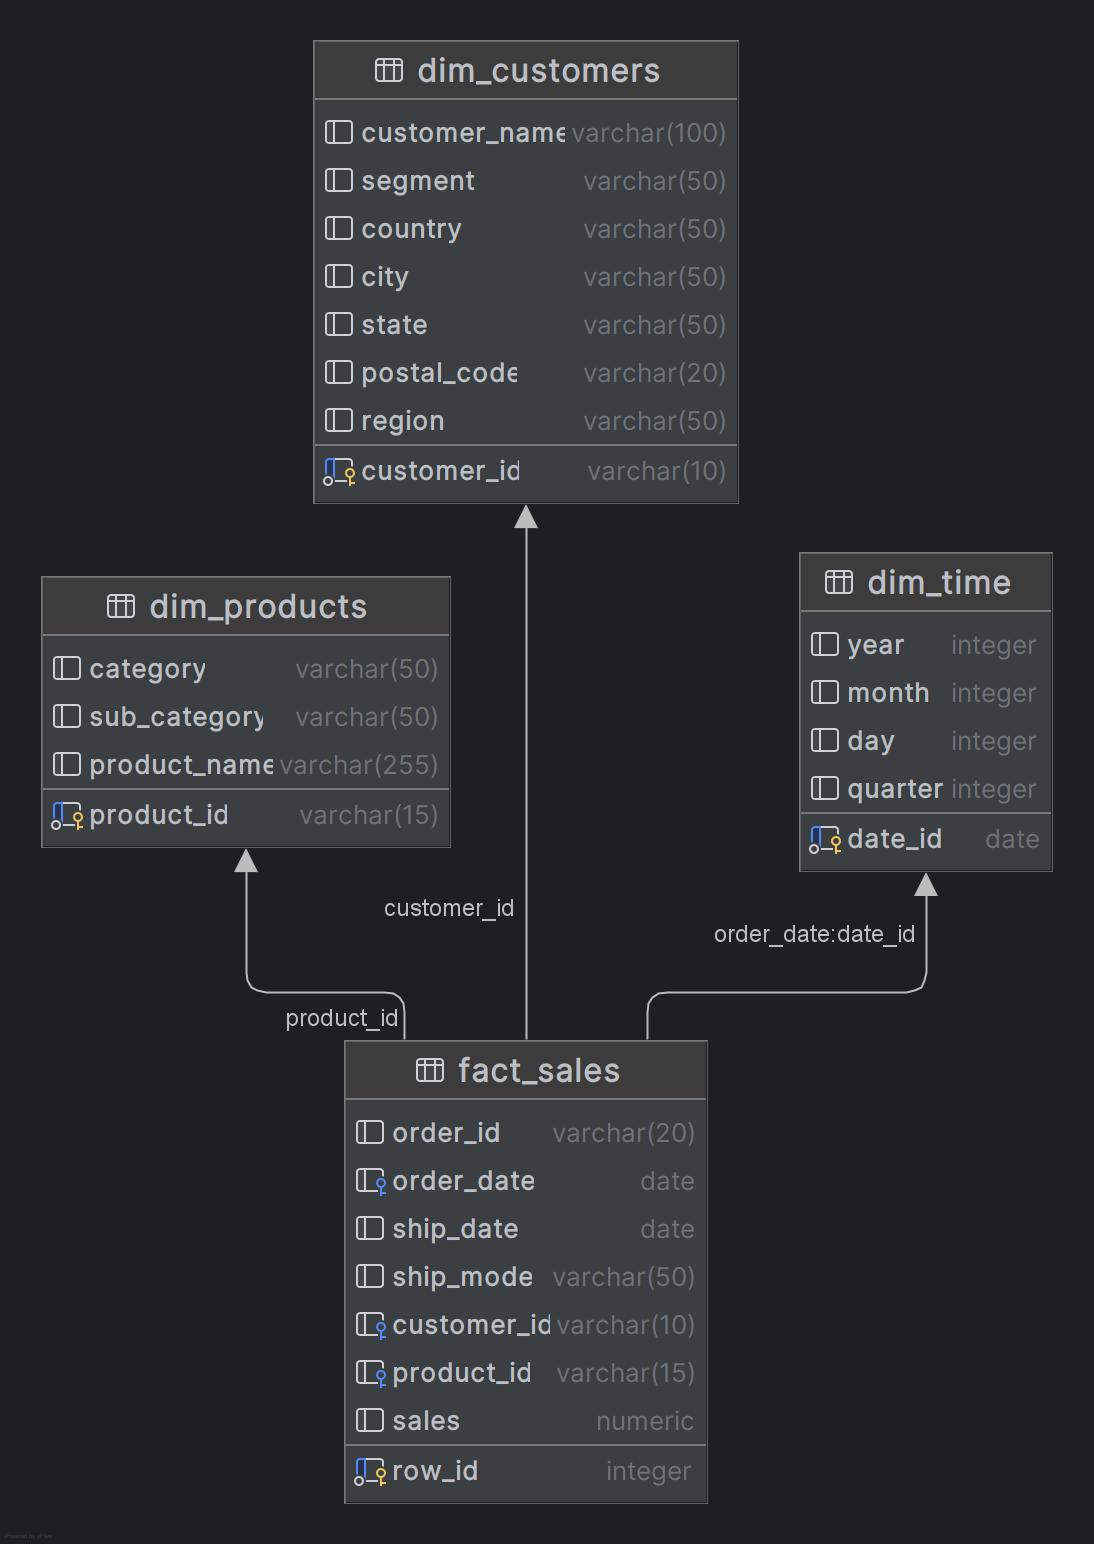 dim_customers
customer_name varchar(100)
segment varchar(50)
country varchar(50)
city varchar(50)
state varchar(50)
postal_code varchar(20)
region varchar(50)
customer_id varchar(10)
dim_products
category varchar(50)
sub_category varchar(50)
product_name varchar(255)
product_id varchar(15)
dim_time
year integer
month integer
day integer
quarter integer
date_id date
customer_id
order_date:date_id
product_id
fact_sales
order_id varchar(20)
order_date date
ship_date date
ship_mode varchar(50)
customer_id varchar(10)
product_id varchar(15)
sales numeric
row_id integer
Powered by yFiles